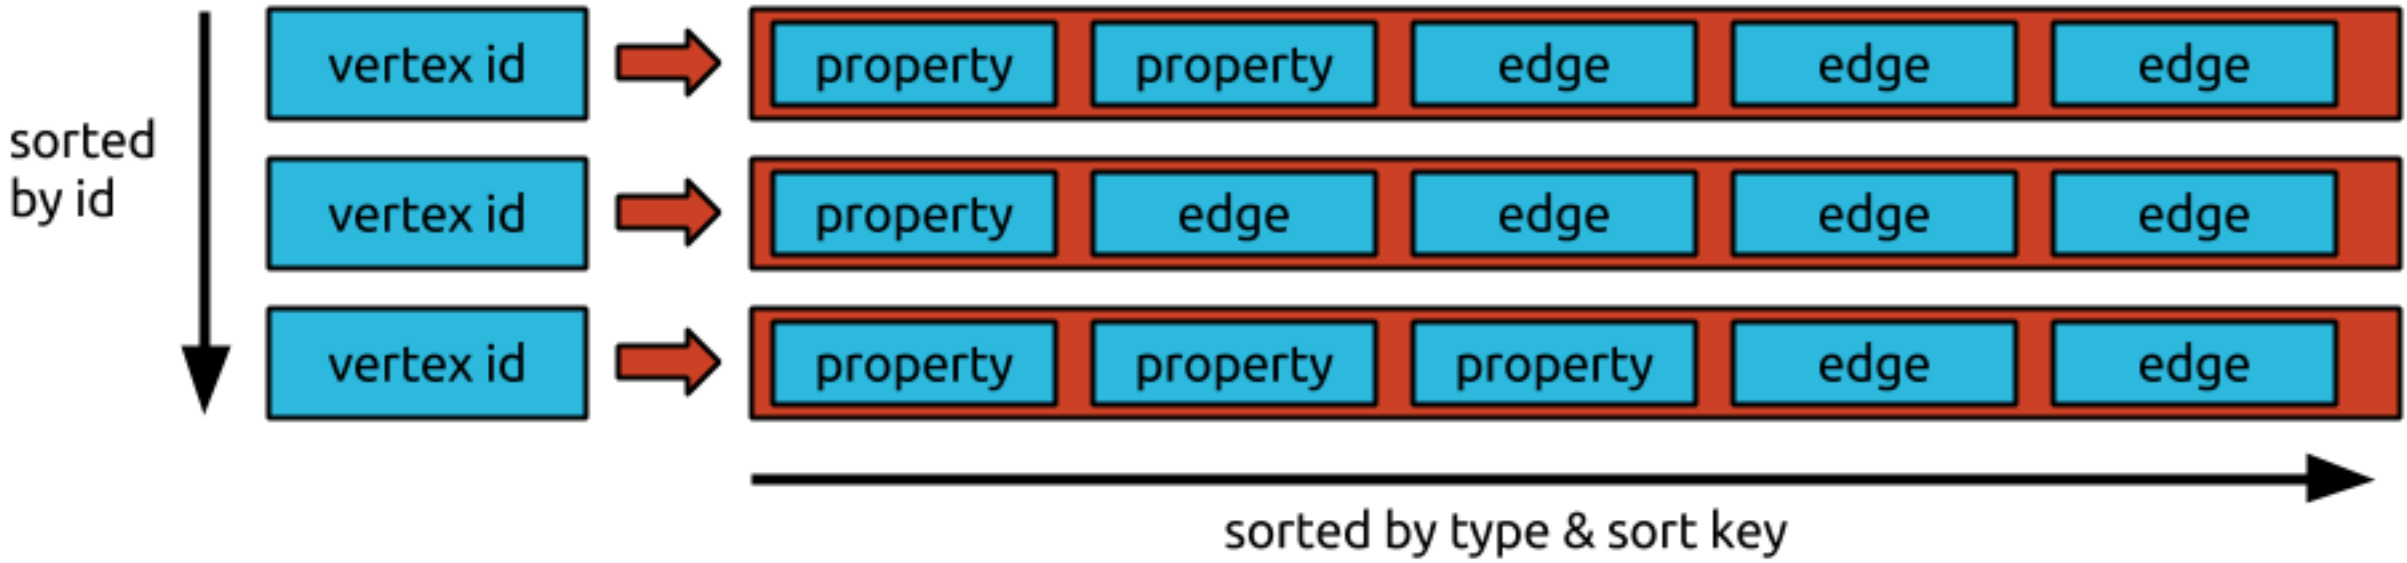 vertex id property property edge edge edge
sorted
by id
vertex id property edge edge edge edge
vertex id property property property edge edge
sorted by type & sort key